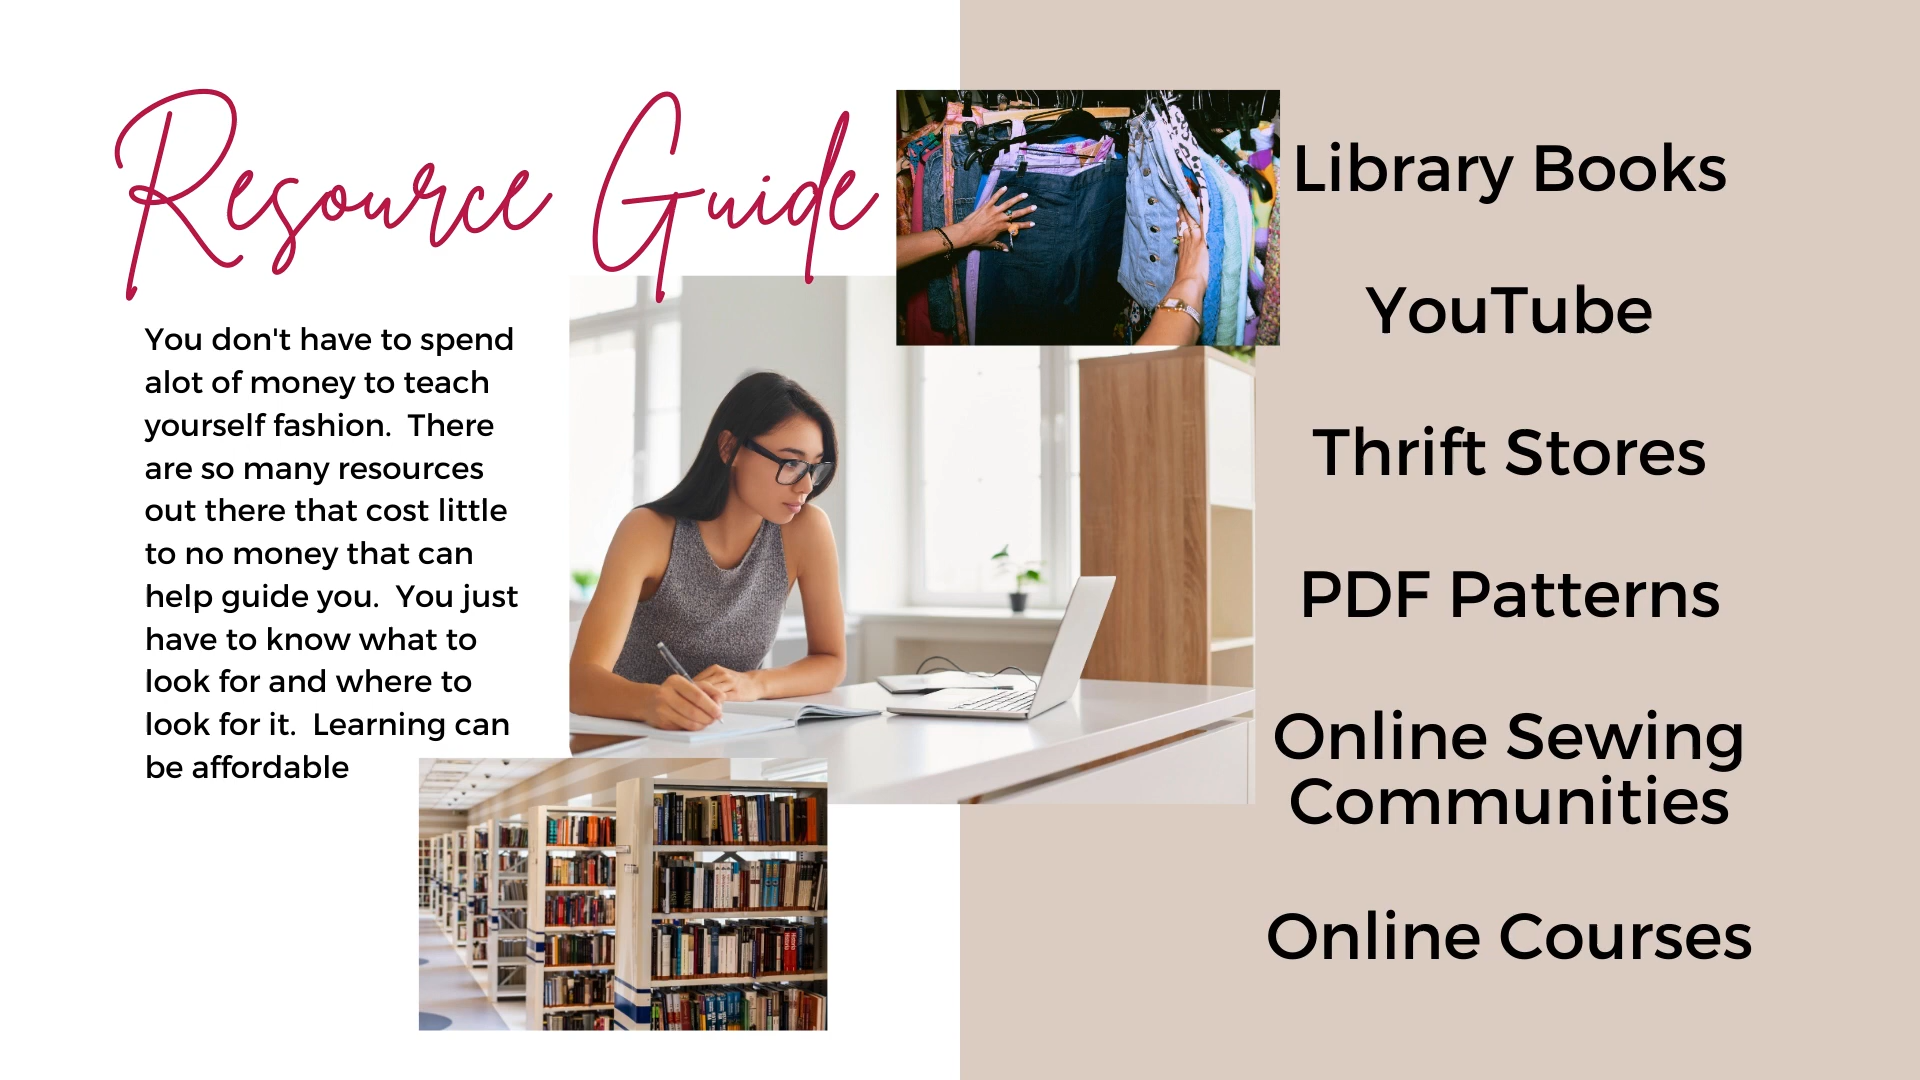 Resource Guide
You don't have to spend
alot of money to teach
yourself fashion.  There
are so many resources
out there that cost little
to no money that can
help guide you.  You just
have to know what to
look for and where to
look for it.  Learning can
be affordable
Library Books
YouTube
Thrift Stores
PDF Patterns
Online Sewing
Communities
Online Courses